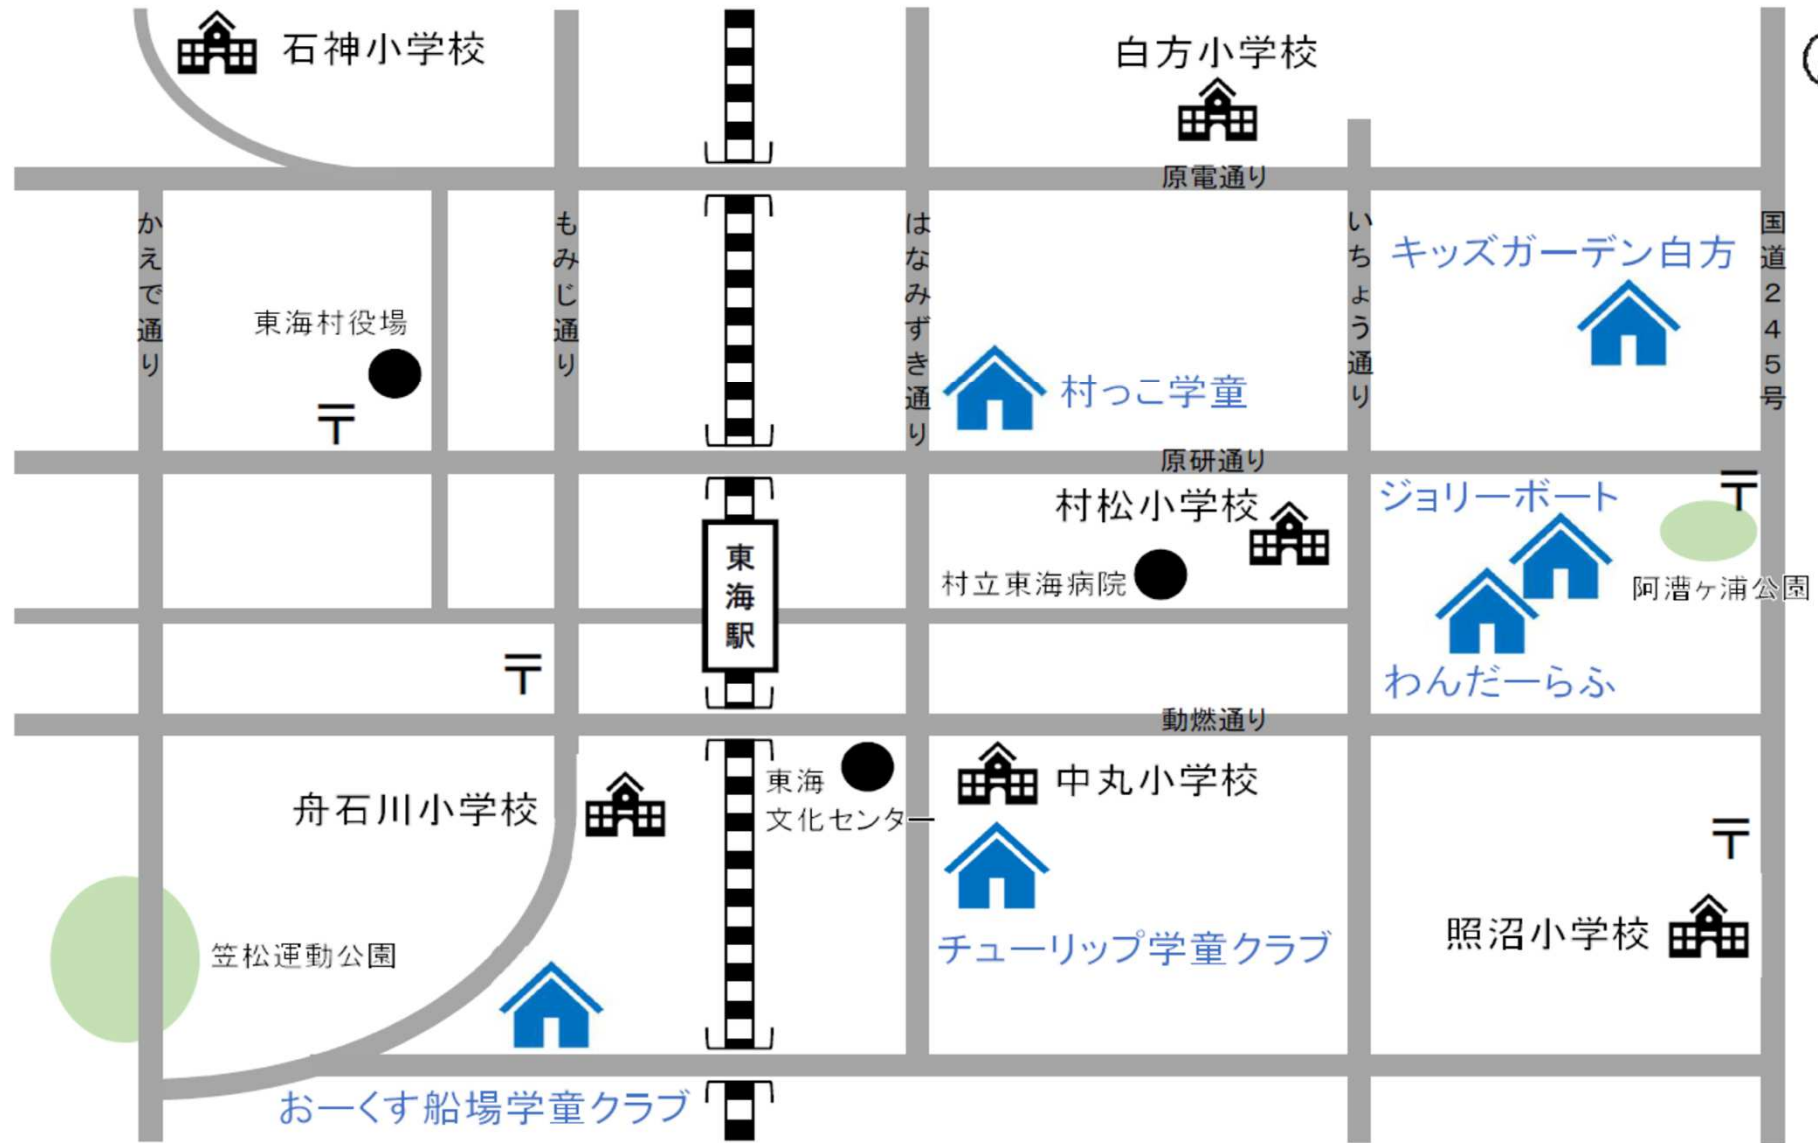 石神小学校
白方小学校
原電通り
かえで通り
もみじ通り
はなみずき通り
いちょう通り
国道245号
キッズガーデン白方
東海村役場
〒
村っこ学童
原研通り
村松小学校
ジョリーボート
〒
東海駅
村立東海病院
阿漕ヶ浦公園
〒
わんだーらふ
動燃通り
東海
文化センター
中丸小学校
舟石川小学校
〒
チューリップ学童クラブ
照沼小学校
笠松運動公園
おーくす船場学童クラブ